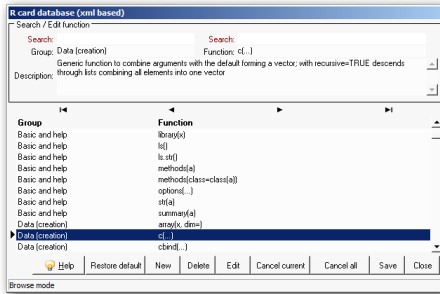 R card database (xml based)
Search / Edit function
Search: Search:
Group: Data (creation) Function: c(...)
Description: Generic function to combine arguments with the default forming a vector; with recursive=TRUE descends
through lists combining all elements into one vector
Group Function
Basic and help library(x)
Basic and help ls()
Basic and help ls.str()
Basic and help methods(a)
Basic and help methods(class=class(a))
Basic and help options(...)
Basic and help str(a)
Basic and help summary(a)
Data (creation) array(x, dim=)
Data (creation) c(...)
Data (creation) cbind(...)
Help Restore default New Delete Edit Cancel current Cancel all Save Close
Browse mode